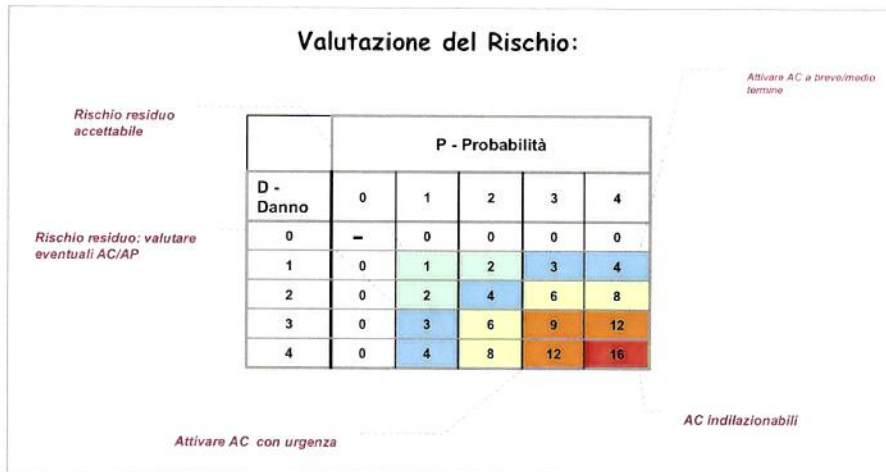 Valutazione del Rischio:
Attivare AC a breve/medio
termine
Rischio residuo
accettabile
P - Probabilità
D -
Danno
0 1 2 3 4
0 – 0 0 0 0
1 0 1 2 3 4
2 0 2 4 6 8
3 0 3 6 9 12
4 0 4 8 12 16
Rischio residuo: valutare
eventuali AC/AP
AC indilazionabili
Attivare AC con urgenza